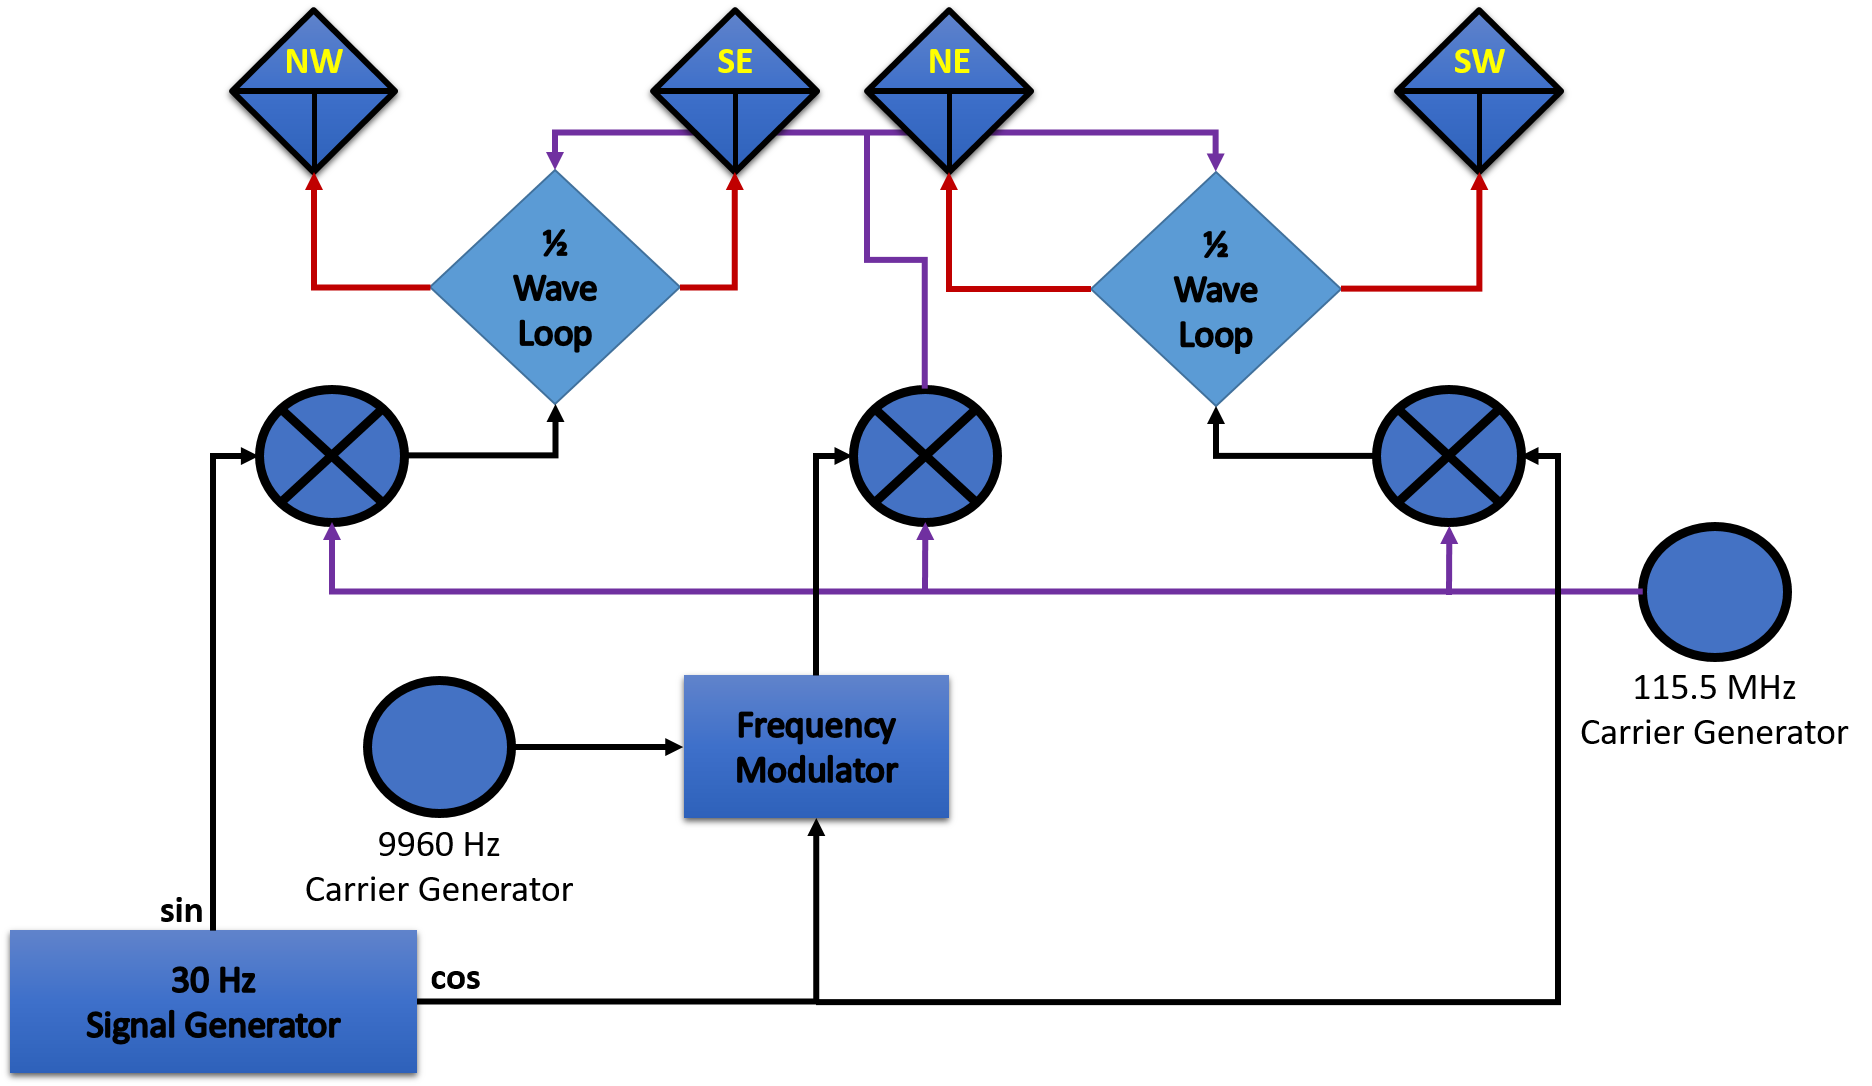 NW
SE
NE
SW
½
Wave
Loop
½
Wave
Loop
115.5 MHz
Carrier Generator
Frequency
Modulator
9960 Hz
Carrier Generator
sin
30 Hz
Signal Generator
cos